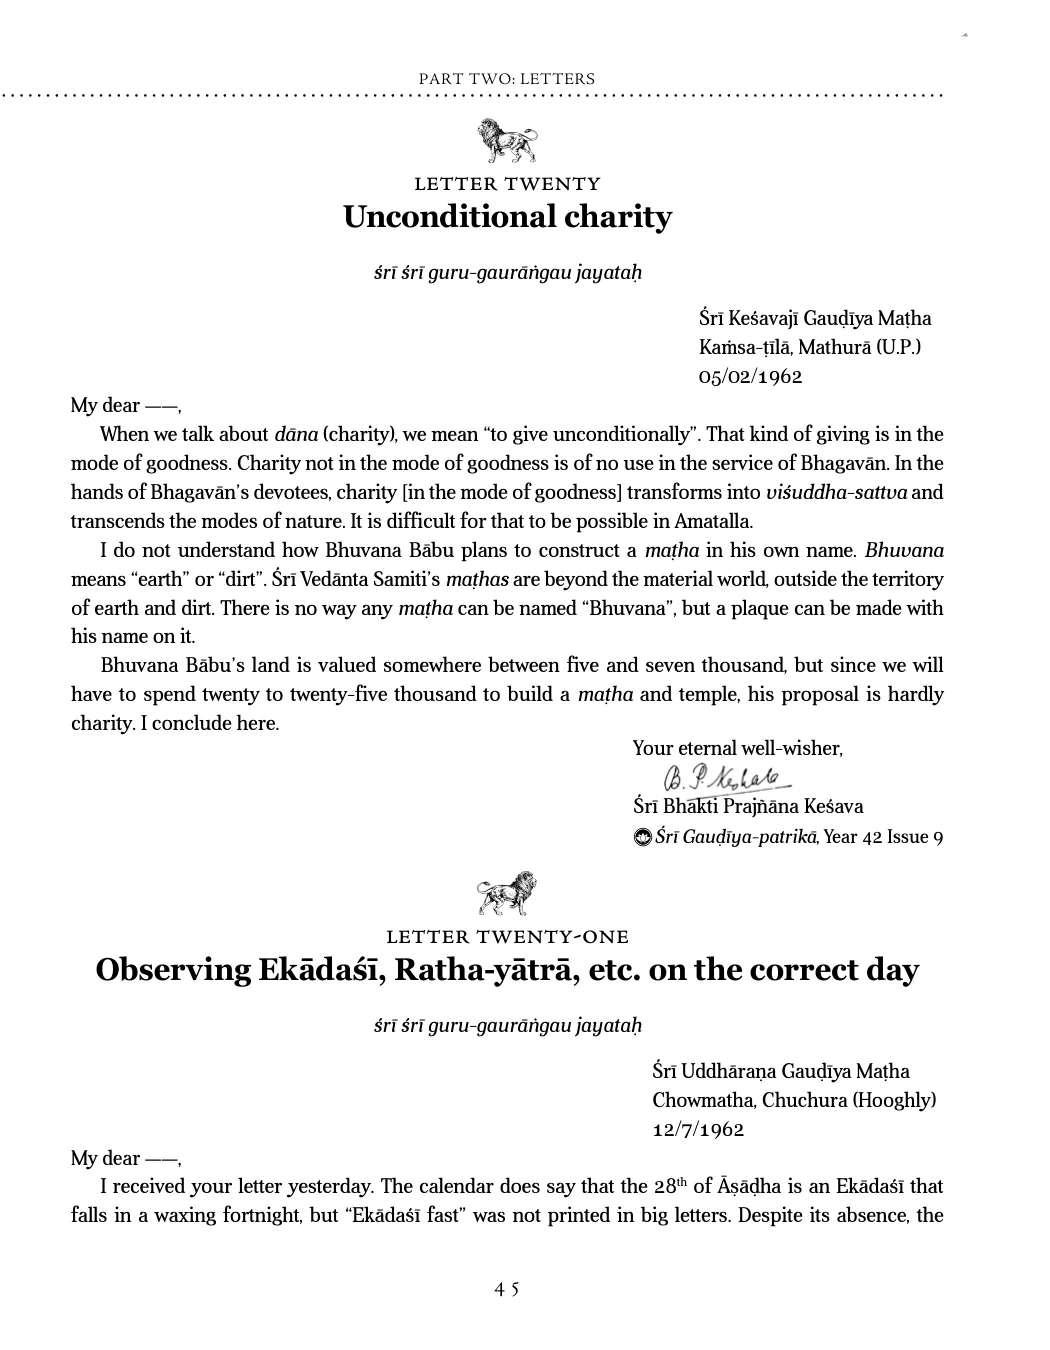 PART TWO: LETTERS
LETTER TWENTY
Unconditional charity
śrī śrī guru-gaurāṅgau jayataḥ
Śrī Keśavajī Gauḍīya Maṭha
Kaṁsa-ṭīlā, Mathurā (U.P.)
05/02/1962
My dear ——,
When we talk about dāna (charity), we mean “to give unconditionally”. That kind of giving is in the
mode of goodness. Charity not in the mode of goodness is of no use in the service of Bhagavān. In the
hands of Bhagavān’s devotees, charity [in the mode of goodness] transforms into viśuddha-sattva and
transcends the modes of nature. It is difficult for that to be possible in Amatalla.
I do not understand how Bhuvana Bābu plans to construct a maṭha in his own name. Bhuvana
means “earth” or “dirt”. Śrī Vedānta Samiti’s maṭhas are beyond the material world, outside the territory
of earth and dirt. There is no way any maṭha can be named “Bhuvana”, but a plaque can be made with
his name on it.
Bhuvana Bābu’s land is valued somewhere between five and seven thousand, but since we will
have to spend twenty to twenty-five thousand to build a maṭha and temple, his proposal is hardly
charity. I conclude here.
Your eternal well-wisher,
B. P. Keshab
Śrī Bhakti Prajñāna Keśava
Śrī Gauḍīya-patrikā, Year 42 Issue 9
LETTER TWENTY-ONE
Observing Ekādaśī, Ratha-yātrā, etc. on the correct day
śrī śrī guru-gaurāṅgau jayataḥ
Śrī Uddhāraṇa Gauḍīya Maṭha
Chowmatha, Chuchura (Hooghly)
12/7/1962
My dear ——,
I received your letter yesterday. The calendar does say that the 28th of Āṣāḍha is an Ekādaśī that
falls in a waxing fortnight, but “Ekādaśī fast” was not printed in big letters. Despite its absence, the
45